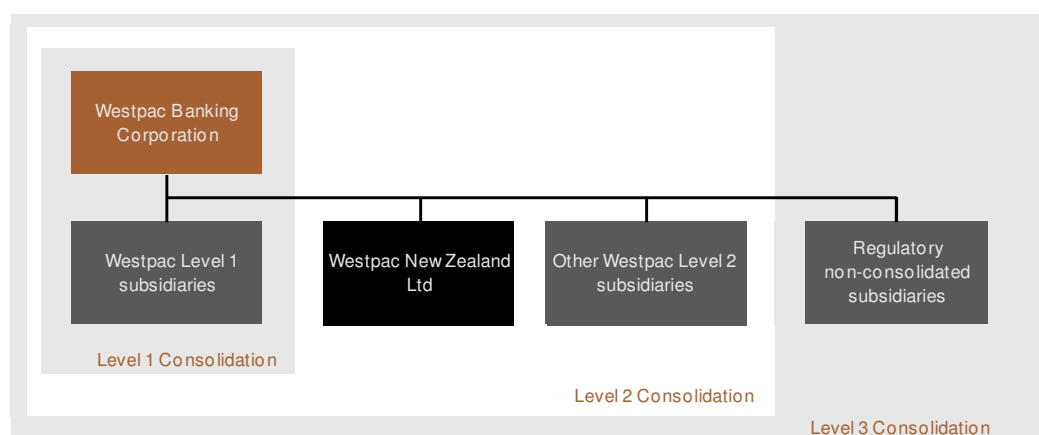 Westpac Banking
Corporation
Westpac Level 1
subsidiaries
Westpac New Zealand
Ltd
Other Westpac Level 2
subsidiaries
Regulatory
non-consolidated
subsidiaries
Level 1 Consolidation
Level 2 Consolidation
Level 3 Consolidation